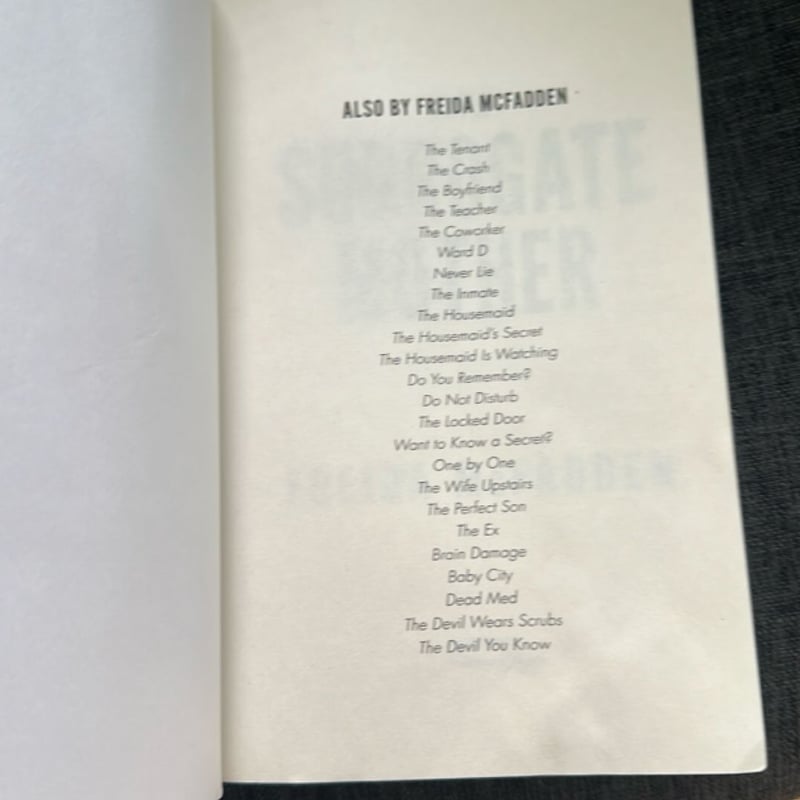 ALSO BY FREIDA MCFADDEN
The Tenant
The Crash
The Boyfriend
The Teacher
The Coworker
Ward D
Never Lie
The Inmate
The Housemaid
The Housemaid's Secret
The Housemaid Is Watching
Do You Remember?
Do Not Disturb
The Locked Door
Want to Know a Secret?
One by One
The Wife Upstairs
The Perfect Son
The Ex
Brain Damage
Baby City
Dead Med
The Devil Wears Scrubs
The Devil You Know